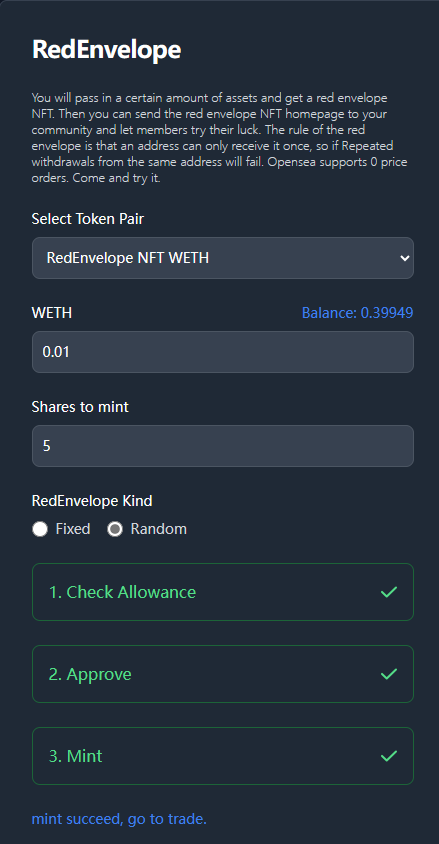 RedEnvelope
You will pass in a certain amount of assets and get a red envelope
NFT. Then you can send the red envelope NFT homepage to your
community and let members try their luck. The rule of the red
envelope is that an address can only receive it once, so if Repeated
withdrawals from the same address will fail. Opensea supports 0 price
orders. Come and try it.
Select Token Pair
RedEnvelope NFT WETH
WETH Balance: 0.39949
0.01
Shares to mint
5
RedEnvelope Kind
Fixed Random
1. Check Allowance
2. Approve
3. Mint
mint succeed, go to trade.